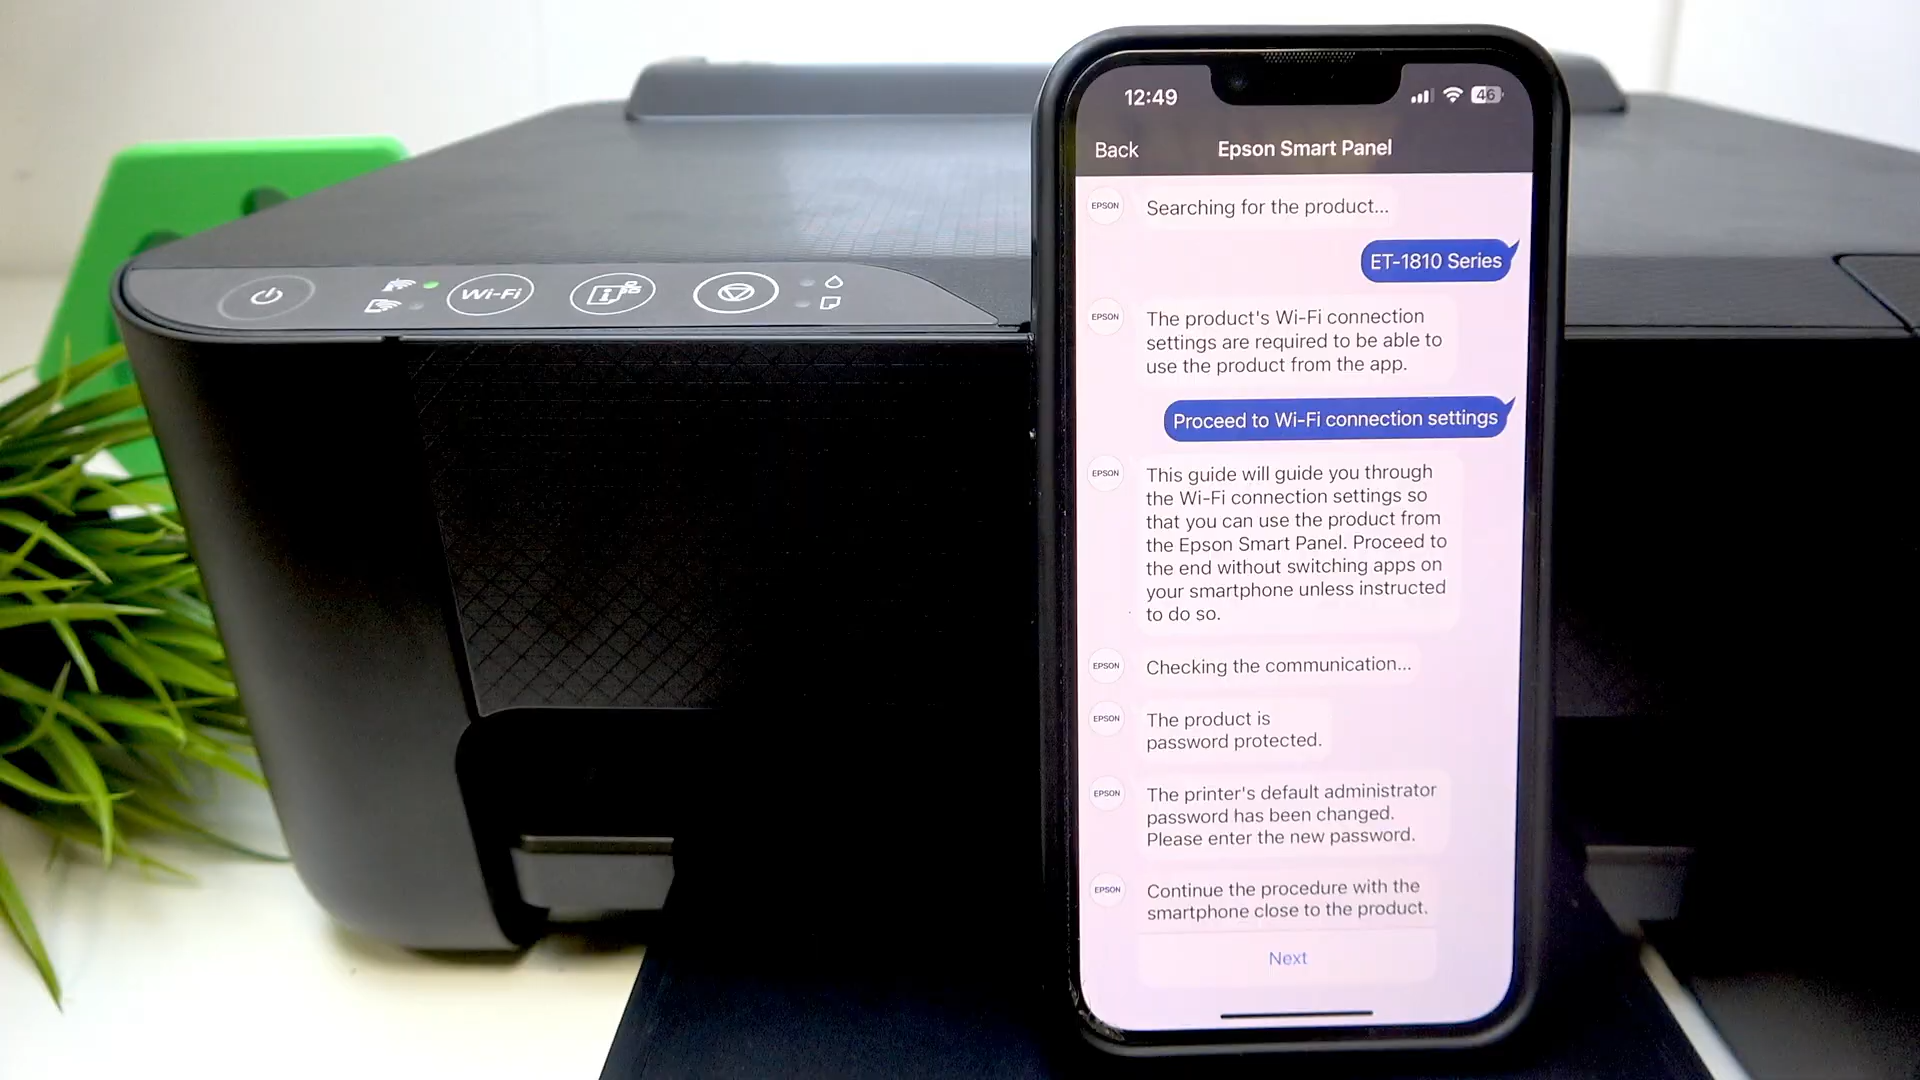 12:49
46
Back
Epson Smart Panel
EPSON
Searching for the product...
ET-1810 Series
EPSON
The product's Wi-Fi connection
settings are required to be able to
use the product from the app.
Proceed to Wi-Fi connection settings
EPSON
This guide will guide you through
the Wi-Fi connection settings so
that you can use the product from
the Epson Smart Panel. Proceed to
the end without switching apps on
your smartphone unless instructed
to do so.
EPSON
Checking the communication...
EPSON
The product is
password protected.
EPSON
The printer's default administrator
password has been changed.
Please enter the new password.
EPSON
Continue the procedure with the
smartphone close to the product.
Next
Wi-Fi